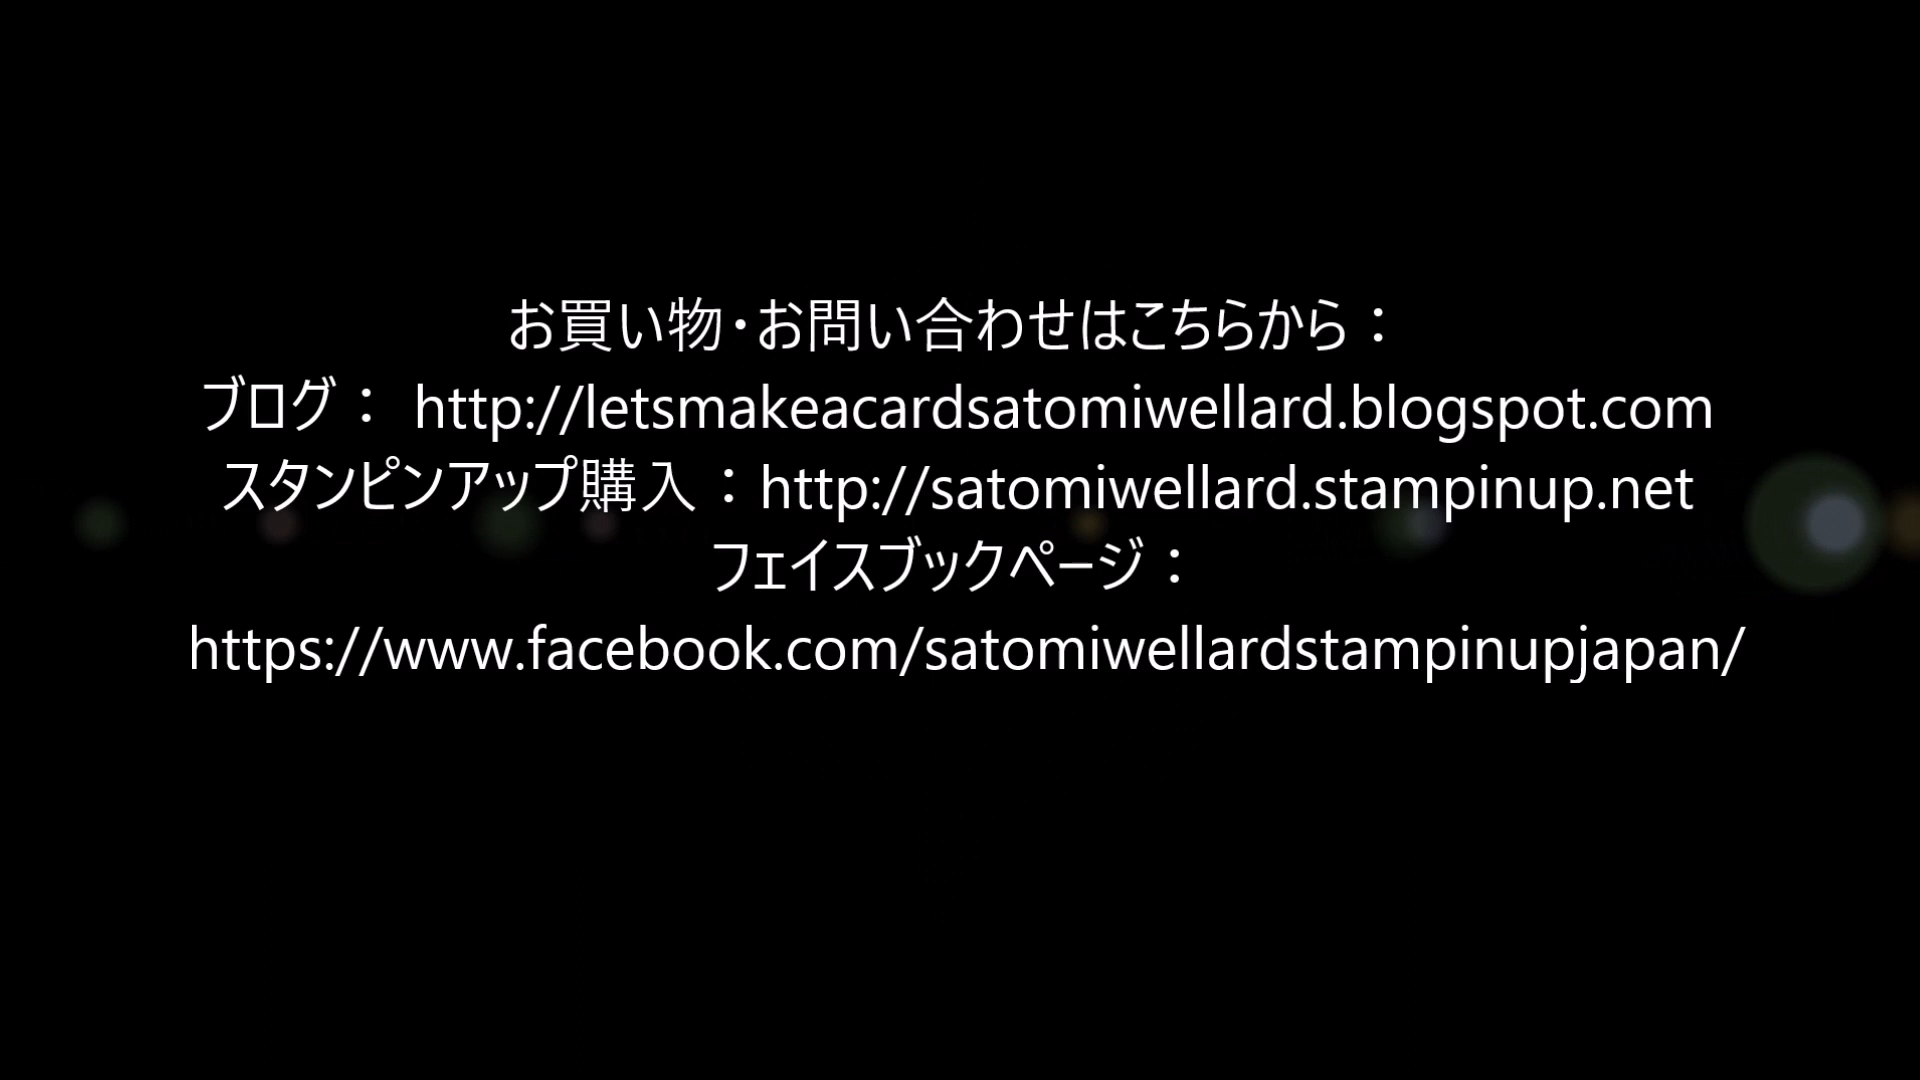 お買い物・お問い合わせはこちらから：
ブログ： http://letsmakeacardsatomiwellard.blogspot.com
スタンピンアップ購入：http://satomiwellard.stampinup.net
フェイスブックページ：
https://www.facebook.com/satomiwellardstampinupjapan/